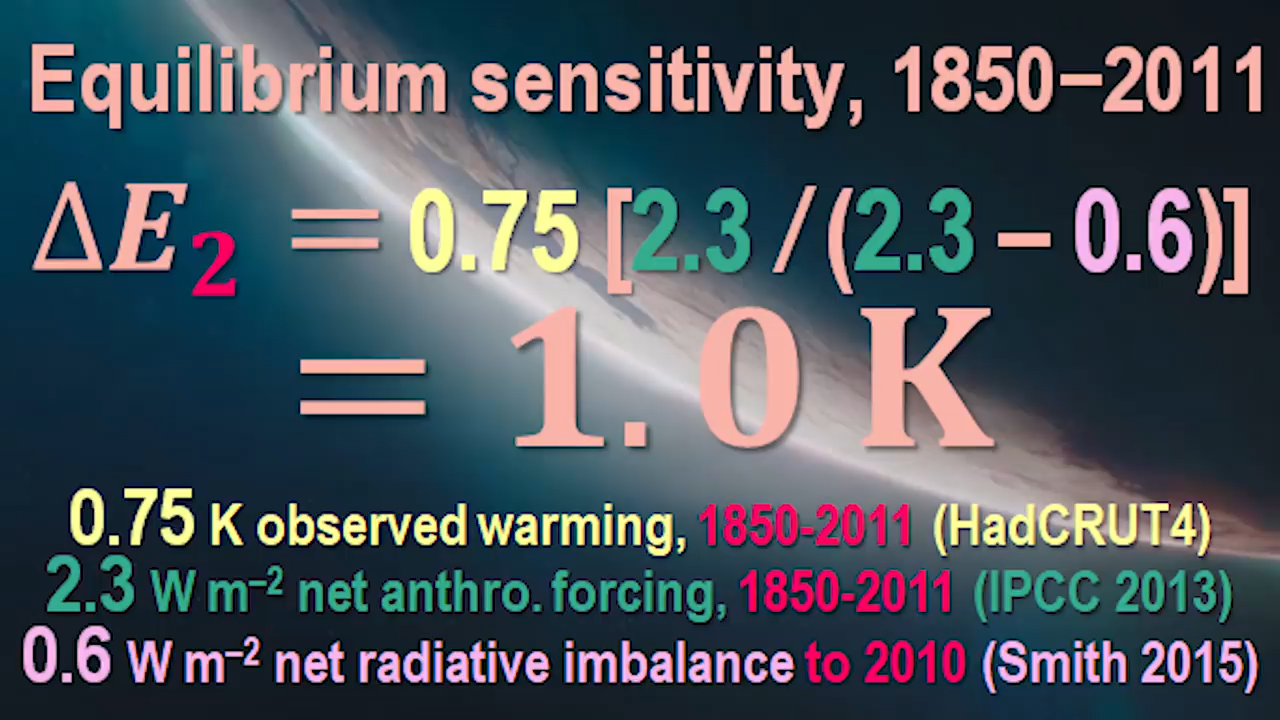 Equilibrium sensitivity, 1850–2011
ΔE₂ = 0.75 [2.3 / (2.3 – 0.6)]
= 1.0 K
0.75 K observed warming, 1850-2011 (HadCRUT4)
2.3 W m⁻² net anthro. forcing, 1850-2011 (IPCC 2013)
0.6 W m⁻² net radiative imbalance to 2010 (Smith 2015)